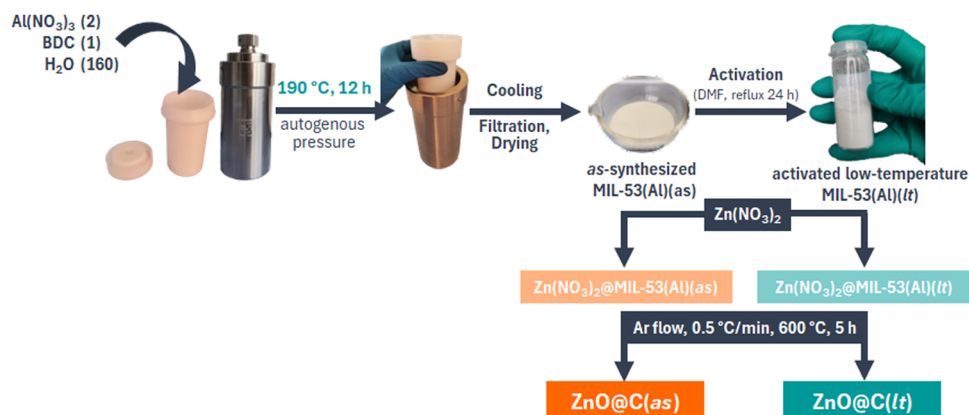 Al(NO₃)₃ (2)
BDC (1)
H₂O (160)
190 °C, 12 h
autogenous
pressure
Cooling
Filtration,
Drying
Activation
(DMF, reflux 24 h)
as-synthesized
MIL-53(Al)(as)
activated low-temperature
MIL-53(Al)(lt)
Zn(NO₃)₂
Zn(NO₃)₂@MIL-53(Al)(as)
Zn(NO₃)₂@MIL-53(Al)(lt)
Ar flow, 0.5 °C/min, 600 °C, 5 h
ZnO@C(as)
ZnO@C(lt)